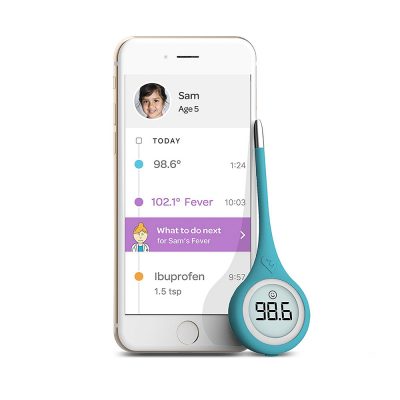 Sam
Age 5
TODAY
98.6° 1:24
102.1° Fever 10:03
What to do next
for Sam's Fever
Ibuprofen 9:57
1.5 tsp
98.6